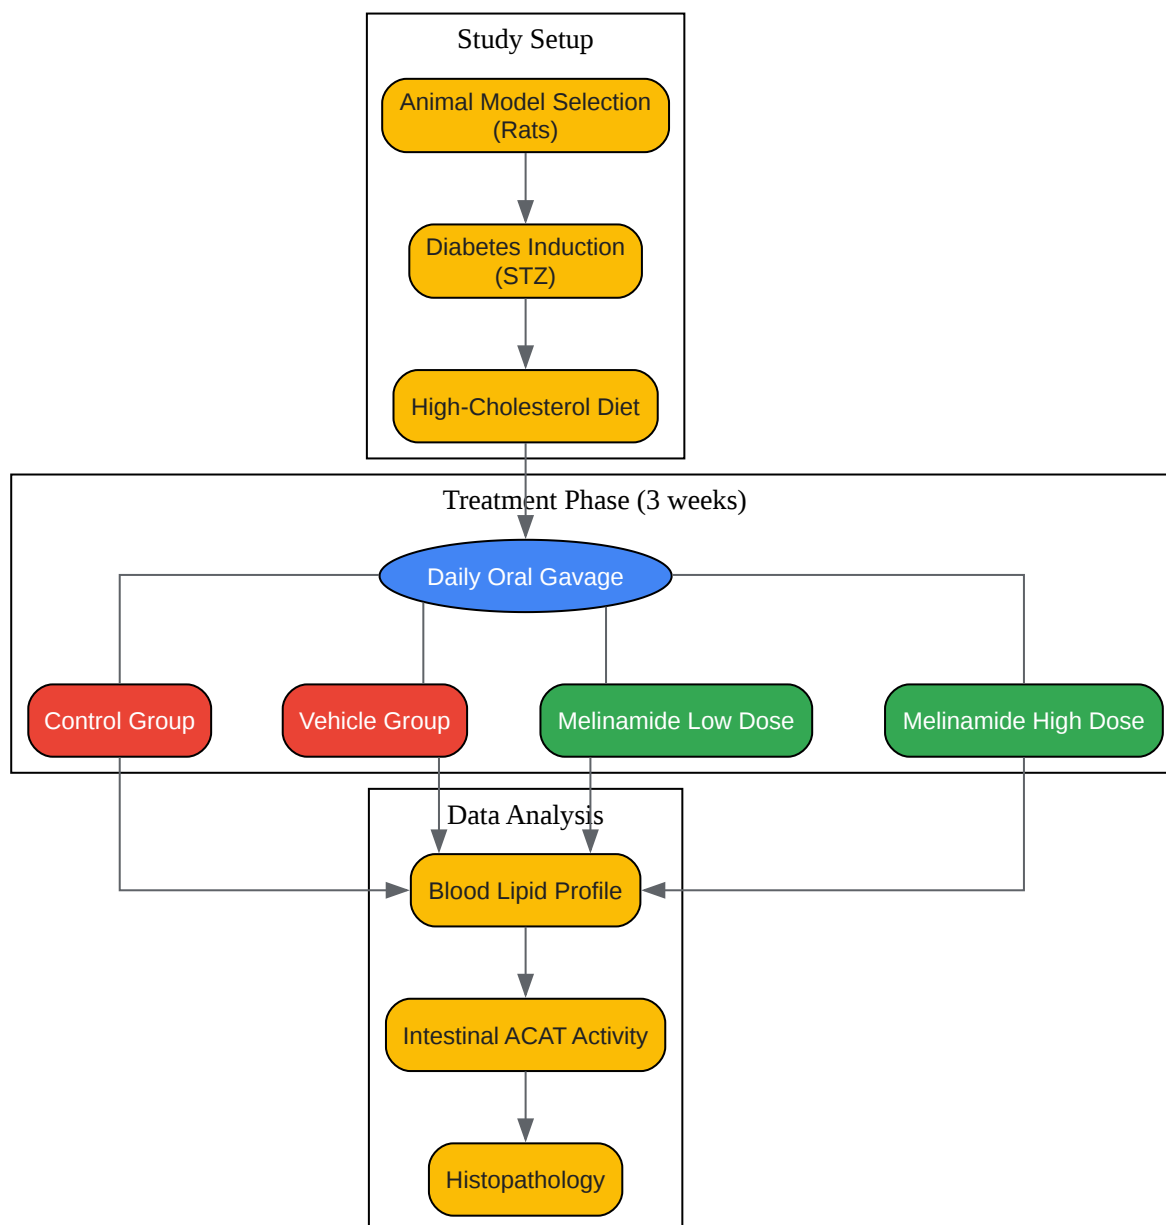 Study Setup
Animal Model Selection
(Rats)
Diabetes Induction
(STZ)
High-Cholesterol Diet
Treatment Phase (3 weeks)
Daily Oral Gavage
Control Group
Vehicle Group
Melinamide Low Dose
Melinamide High Dose
Data Analysis
Blood Lipid Profile
Intestinal ACAT Activity
Histopathology